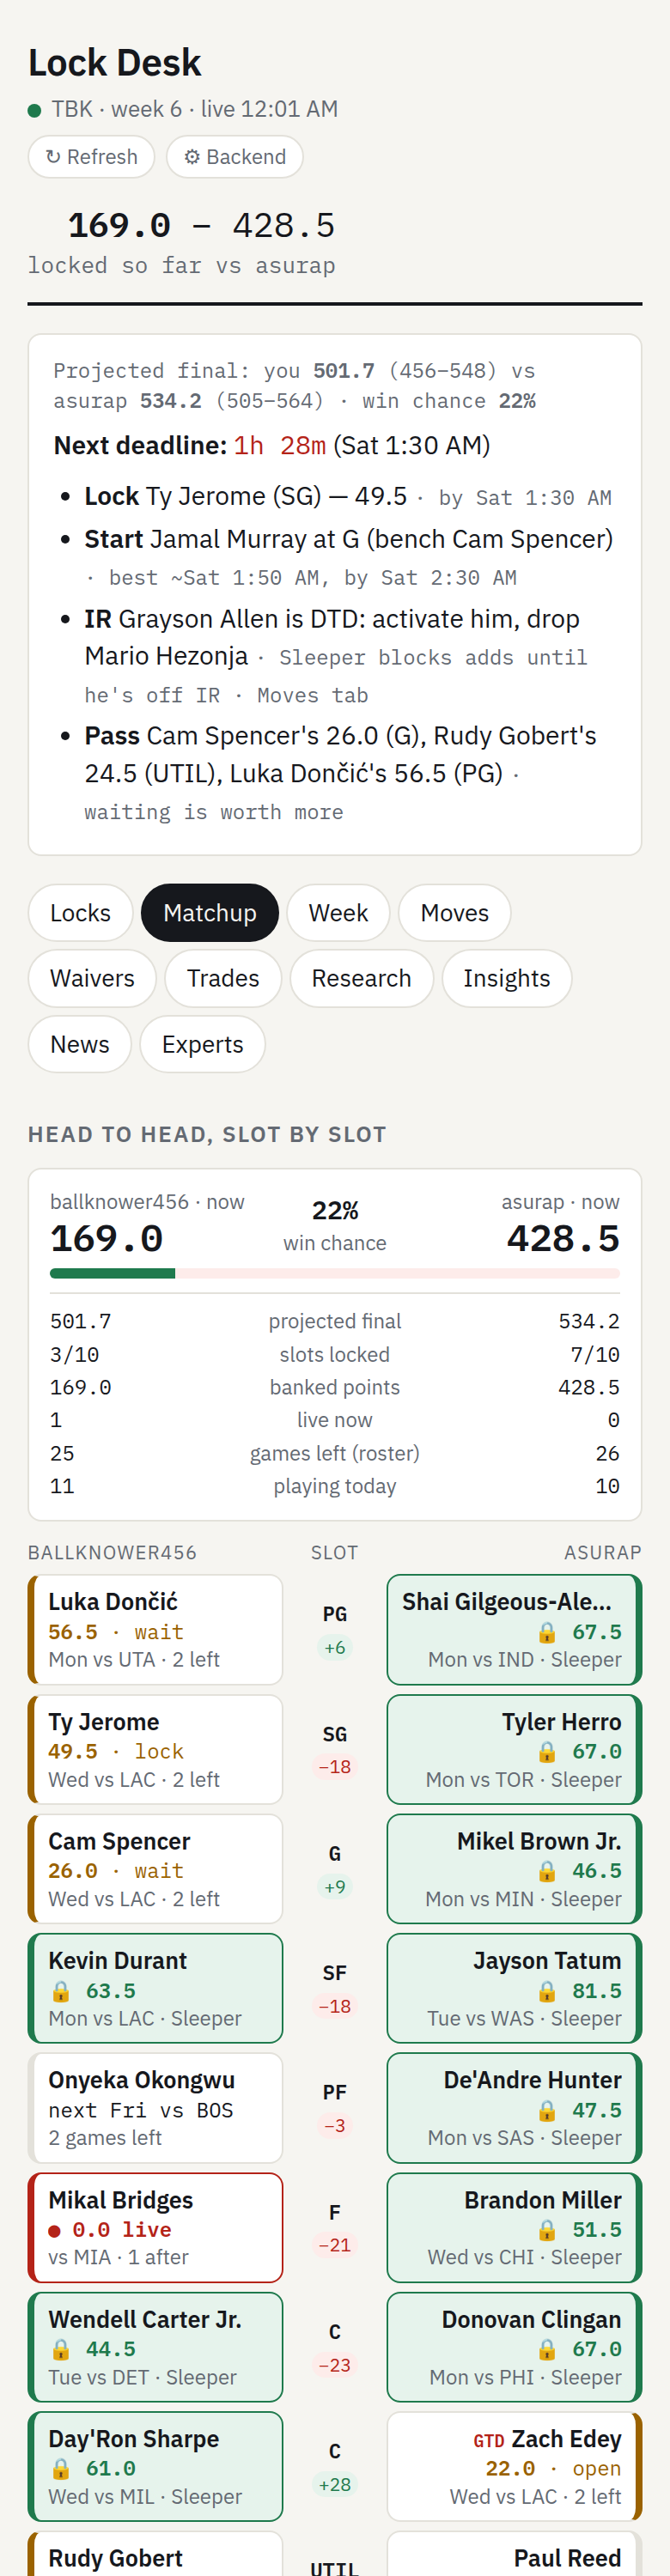 Lock Desk
TBK · week 6 · live 12:01 AM
↻ Refresh
⚙ Backend
169.0 – 428.5
locked so far vs asurap
Projected final: you 501.7 (456–548) vs
asurap 534.2 (505–564) · win chance 22%
Next deadline: 1h 28m (Sat 1:30 AM)
• Lock Ty Jerome (SG) — 49.5 · by Sat 1:30 AM
• Start Jamal Murray at G (bench Cam Spencer)
· best ~Sat 1:50 AM, by Sat 2:30 AM
• IR Grayson Allen is DTD: activate him, drop
Mario Hezonja · Sleeper blocks adds until
he's off IR · Moves tab
• Pass Cam Spencer's 26.0 (G), Rudy Gobert's
24.5 (UTIL), Luka Dončić's 56.5 (PG) ·
waiting is worth more
Locks Matchup Week Moves
Waivers Trades Research Insights
News Experts
HEAD TO HEAD, SLOT BY SLOT
ballknower456 · now 22% asurap · now
169.0 win chance 428.5
501.7 projected final 534.2
3/10 slots locked 7/10
169.0 banked points 428.5
1 live now 0
25 games left (roster) 26
11 playing today 10
BALLKNOWER456 SLOT ASURAP
Luka Dončić PG Shai Gilgeous-Ale...
56.5 · wait +6 🔒 67.5
Mon vs UTA · 2 left Mon vs IND · Sleeper
Ty Jerome SG Tyler Herro
49.5 · lock −18 🔒 67.0
Wed vs LAC · 2 left Mon vs TOR · Sleeper
Cam Spencer G Mikel Brown Jr.
26.0 · wait +9 🔒 46.5
Wed vs LAC · 2 left Mon vs MIN · Sleeper
Kevin Durant SF Jayson Tatum
🔒 63.5 −18 🔒 81.5
Mon vs LAC · Sleeper Tue vs WAS · Sleeper
Onyeka Okongwu PF De'Andre Hunter
next Fri vs BOS −3 🔒 47.5
2 games left Mon vs SAS · Sleeper
Mikal Bridges F Brandon Miller
● 0.0 live −21 🔒 51.5
vs MIA · 1 after Wed vs CHI · Sleeper
Wendell Carter Jr. C Donovan Clingan
🔒 44.5 −23 🔒 67.0
Tue vs DET · Sleeper Mon vs PHI · Sleeper
Day'Ron Sharpe C GTD Zach Edey
🔒 61.0 +28 22.0 · open
Wed vs MIL · Sleeper Wed vs LAC · 2 left
Rudy Gobert UTIL Paul Reed